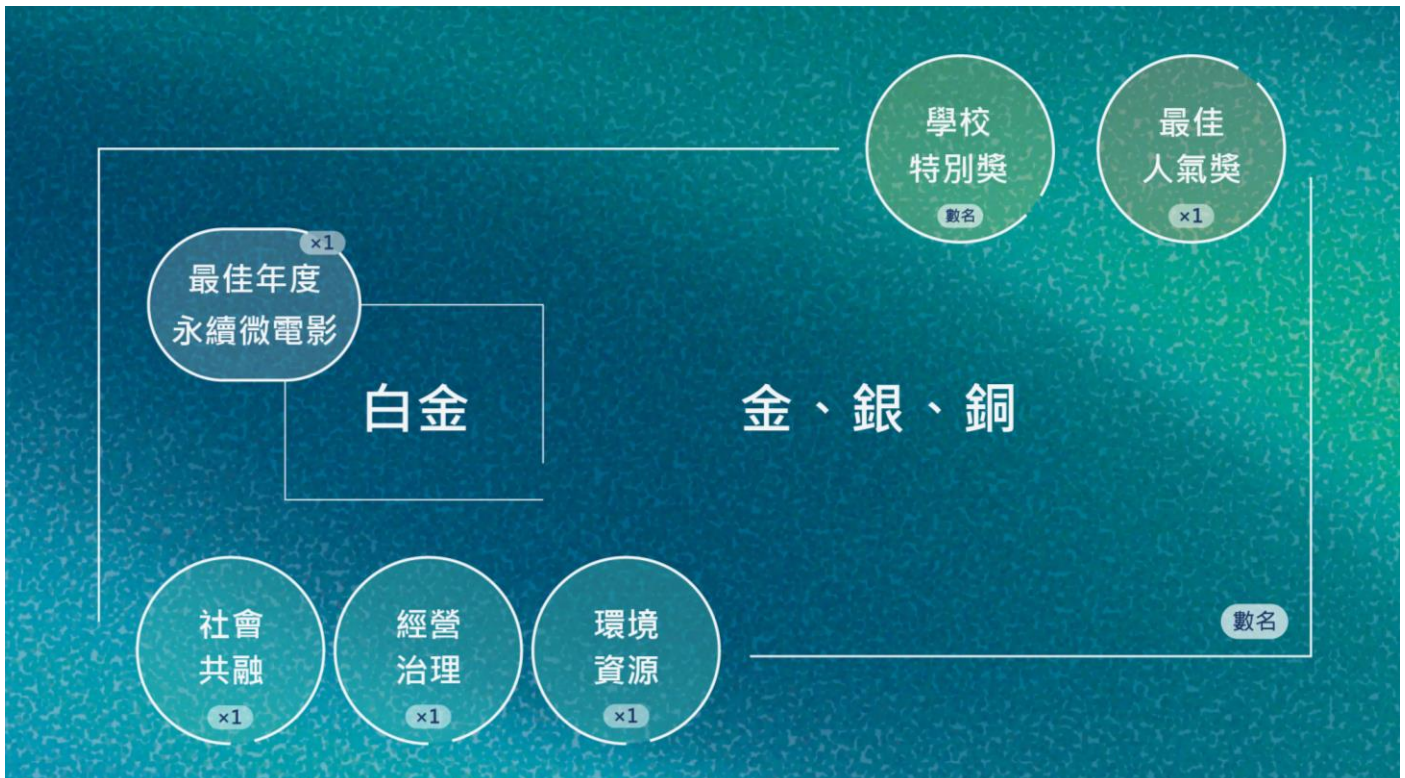 學校
特別獎
數名
最佳
人氣獎
×1
×1
最佳年度
永續微電影
白金
金、銀、銅
社會
共融
×1
經營
治理
×1
環境
資源
×1
數名